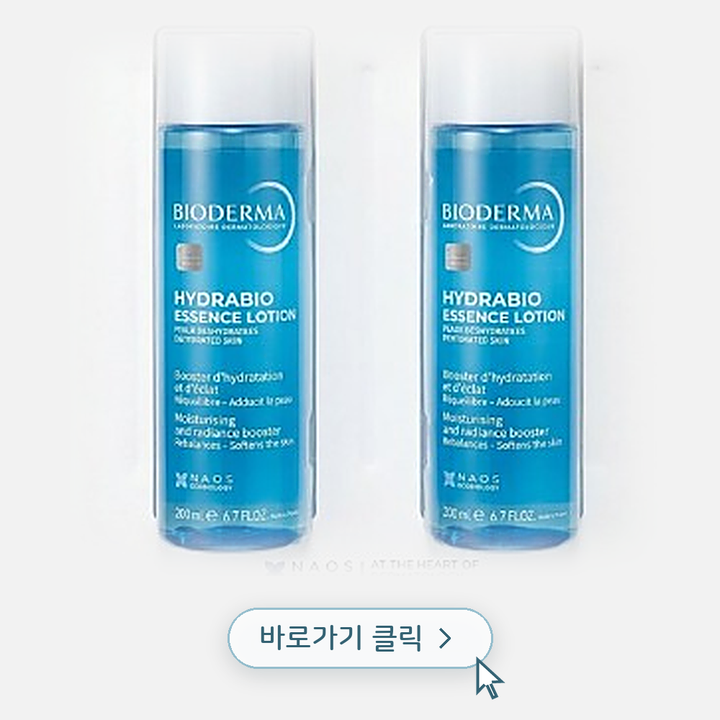 BIODERMA
LABORATOIRE DERMATOLOGIQUE
HYDRABIO
ESSENCE LOTION
PEAUX DÉSHYDRATÉES
DEHYDRATED SKIN
Booster d'hydratation
et d'éclat
Rééquilibre - Adoucit la peau
Moisturising
and radiance booster
Rebalances - Softens the skin
NAOS
ECOBIOLOGY
200 ml e 6.7 FL.OZ.
BIODERMA
LABORATOIRE DERMATOLOGIQUE
HYDRABIO
ESSENCE LOTION
PEAUX DÉSHYDRATÉES
DEHYDRATED SKIN
Booster d'hydratation
et d'éclat
Rééquilibre - Adoucit la peau
Moisturising
and radiance booster
Rebalances - Softens the skin
NAOS
ECOBIOLOGY
200 ml e 6.7 FL.OZ.
NAOS | AT THE HEART OF
바로가기 클릭 >